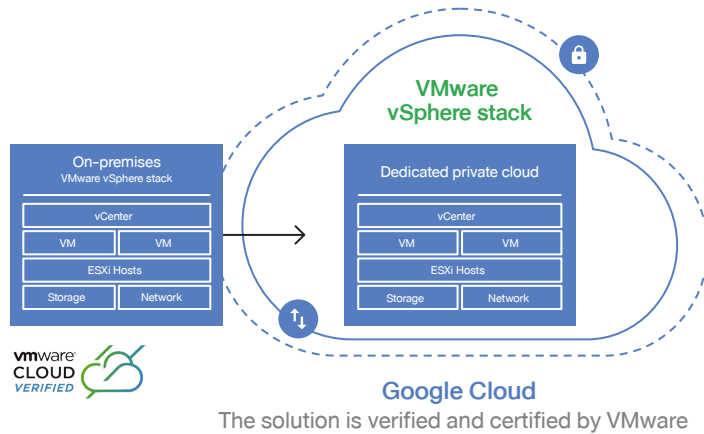 VMware
vSphere stack
On-premises
VMware vSphere stack
vCenter
VM VM
ESXi Hosts
Storage Network
Dedicated private cloud
vCenter
VM VM
ESXi Hosts
Storage Network
vmware®
CLOUD
VERIFIED
Google Cloud
The solution is verified and certified by VMware